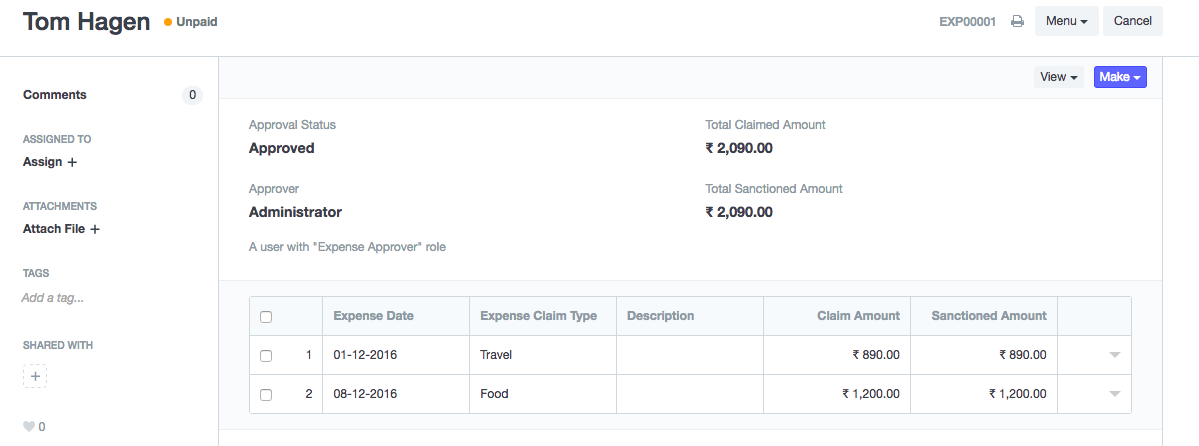 Tom Hagen Unpaid EXP00001 Menu Cancel
View Make
Comments 0
ASSIGNED TO
Assign +
ATTACHMENTS
Attach File +
TAGS
Add a tag...
SHARED WITH
+
0
Approval Status Total Claimed Amount
Approved ₹ 2,090.00
Approver Total Sanctioned Amount
Administrator ₹ 2,090.00
A user with "Expense Approver" role
Expense Date Expense Claim Type Description Claim Amount Sanctioned Amount
1 01-12-2016 Travel ₹ 890.00 ₹ 890.00
2 08-12-2016 Food ₹ 1,200.00 ₹ 1,200.00